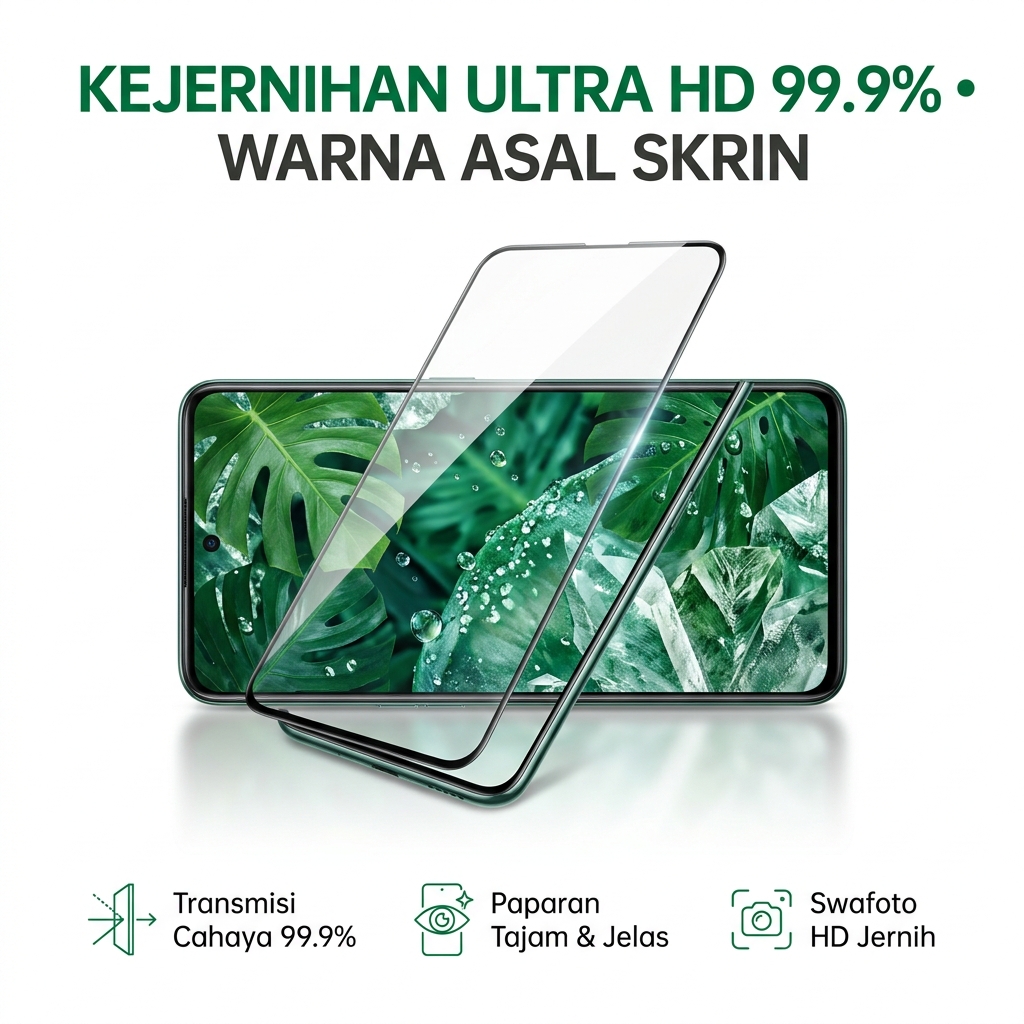 KEJERNIHAN ULTRA HD 99.9% •
WARNA ASAL SKRIN
Transmisi
Cahaya 99.9%
Paparan
Tajam & Jelas
Swafoto
HD Jernih